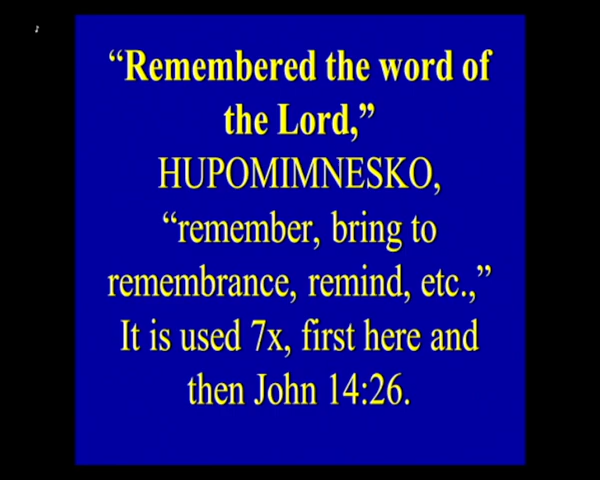 “Remembered the word of
the Lord,”
HUPOMIMNESKO,
“remember, bring to
remembrance, remind, etc.,”
It is used 7x, first here and
then John 14:26.